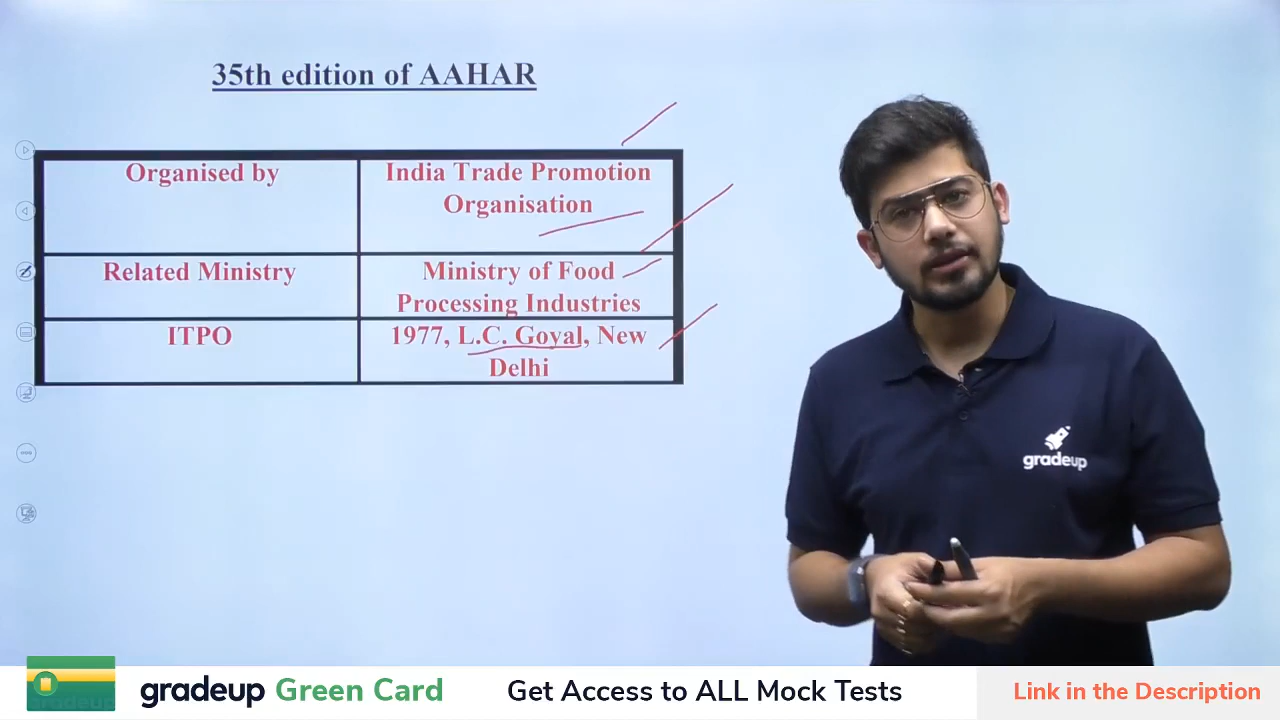 35th edition of AAHAR
Organised by
India Trade Promotion
Organisation
Related Ministry
Ministry of Food
Processing Industries
ITPO
1977, L.C. Goyal, New
Delhi
gradeup
gradeup
gradeup Green Card
Get Access to ALL Mock Tests
Link in the Description